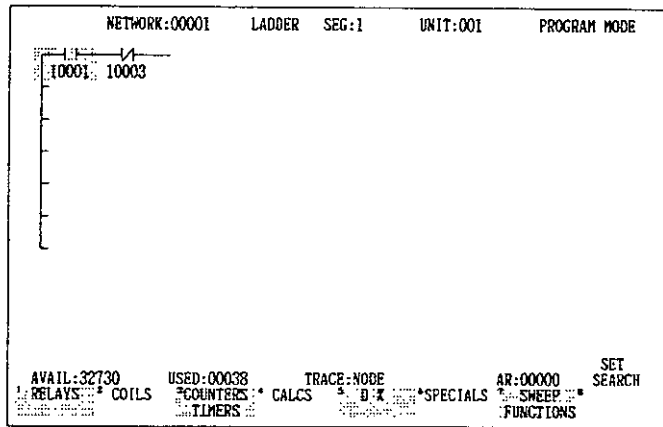 NETWORK:00001 LADDER SEG:1 UNIT:001 PROGRAM MODE
10001 10003
SET
AVAIL:32730 USED:00038 TRACE:NODE AR:00000 SEARCH
1 RELAYS 2 COILS 3 COUNTERS 4 CALCS 5 D X 6 SPECIALS 7 SWEEP 8
TIMERS FUNCTIONS